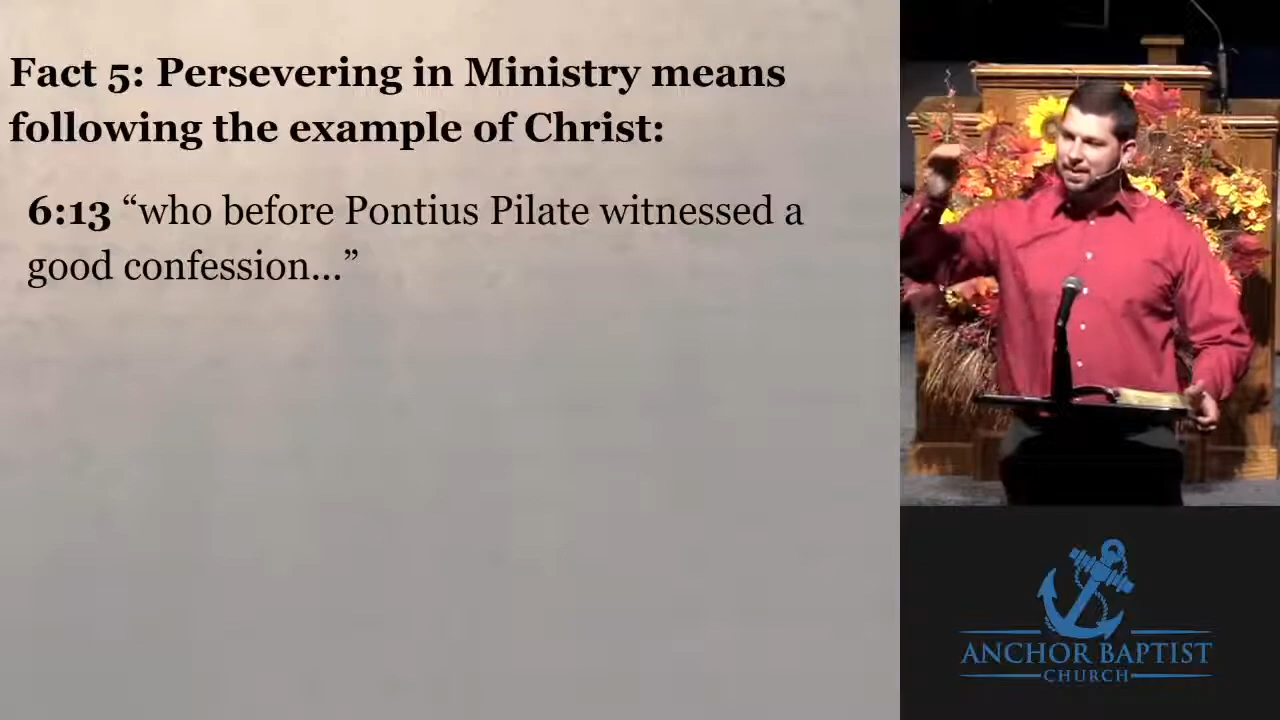 Fact 5: Persevering in Ministry means
following the example of Christ:
6:13 “who before Pontius Pilate witnessed a
good confession...”
ANCHOR BAPTIST
CHURCH